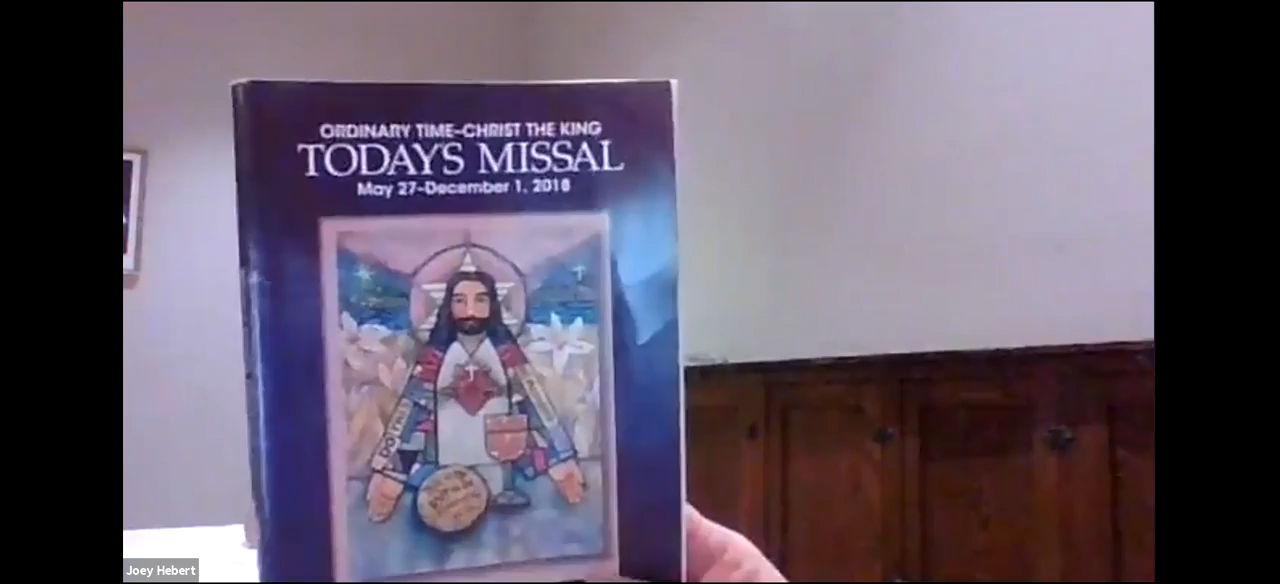 ORDINARY TIME–CHRIST THE KING
TODAY'S MISSAL
May 27–December 1, 2018
Joey Hebert